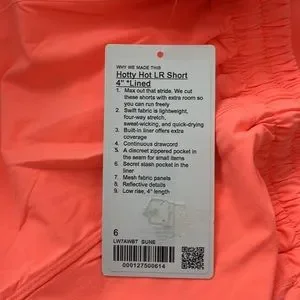 WHY WE MADE THIS
Hotty Hot LR Short
4" *Lined
1. Max out that stride. We cut
these shorts with extra room so
you can run freely
2. Swift fabric is lightweight,
four-way stretch,
sweat-wicking, and quick-drying
3. Built-in liner offers extra
coverage
4. Continuous drawcord
5. A discreet zippered pocket in
the seam for small items
6. Secret stash pocket in the
liner
7. Mesh fabric panels
8. Reflective details
9. Low rise, 4" length
6
LW7AWBT SUNE
000127500614